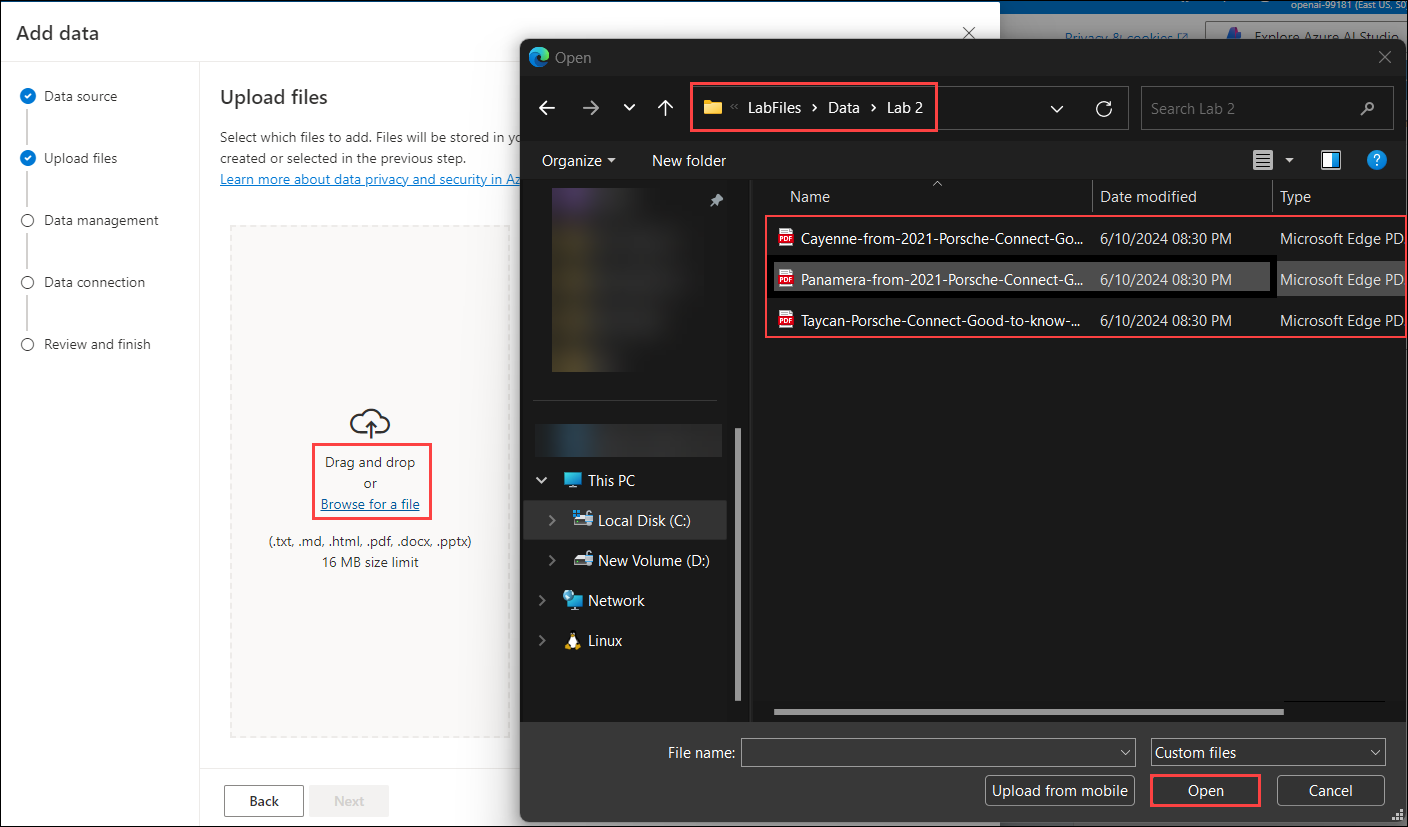 openai-99181 (East US, S0
Privacy & cookies
Explore Azure AI Studio
Add data
Data source
Upload files
Data management
Data connection
Review and finish
Upload files
Select which files to add. Files will be stored in yo
created or selected in the previous step.
Learn more about data privacy and security in Az
Drag and drop
or
Browse for a file
(.txt, .md, .html, .pdf, .docx, .pptx)
16 MB size limit
Back
Next
Open
« LabFiles > Data > Lab 2
Search Lab 2
Organize
New folder
Name
Date modified
Type
Cayenne-from-2021-Porsche-Connect-Go... 6/10/2024 08:30 PM Microsoft Edge PD
Panamera-from-2021-Porsche-Connect-G... 6/10/2024 08:30 PM Microsoft Edge PD
Taycan-Porsche-Connect-Good-to-know-... 6/10/2024 08:30 PM Microsoft Edge PD
This PC
Local Disk (C:)
New Volume (D:)
Network
Linux
File name:
Custom files
Upload from mobile
Open
Cancel